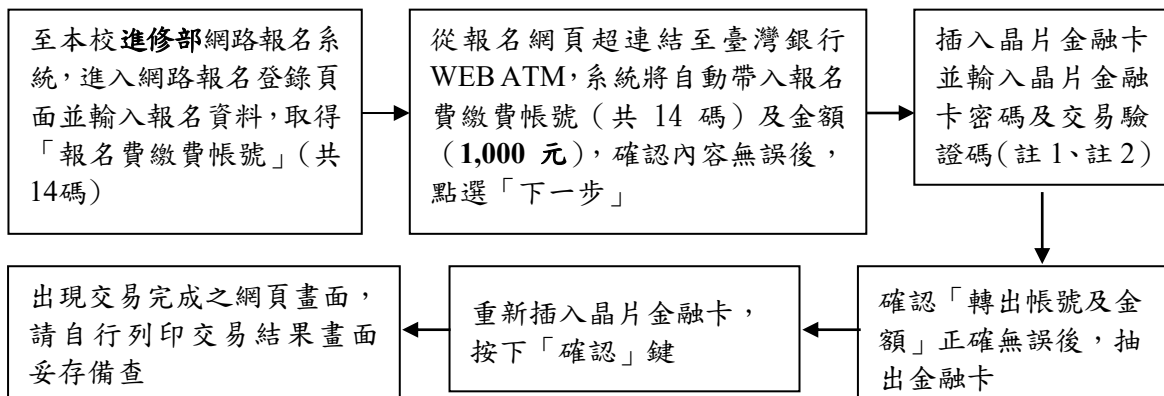 至本校進修部網路報名系
統，進入網路報名登錄頁
面並輸入報名資料，取得
「報名費繳費帳號」（共
14碼）
從報名網頁超連結至臺灣銀行
WEB ATM，系統將自動帶入報名
費繳費帳號（共 14 碼）及金額
（1,000 元），確認內容無誤後，
點選「下一步」
插入晶片金融卡
並輸入晶片金融
卡密碼及交易驗
證碼（註 1、註 2）
確認「轉出帳號及金
額」正確無誤後，抽
出金融卡
重新插入晶片金融卡，
按下「確認」鍵
出現交易完成之網頁畫面，
請自行列印交易結果畫面
妥存備查